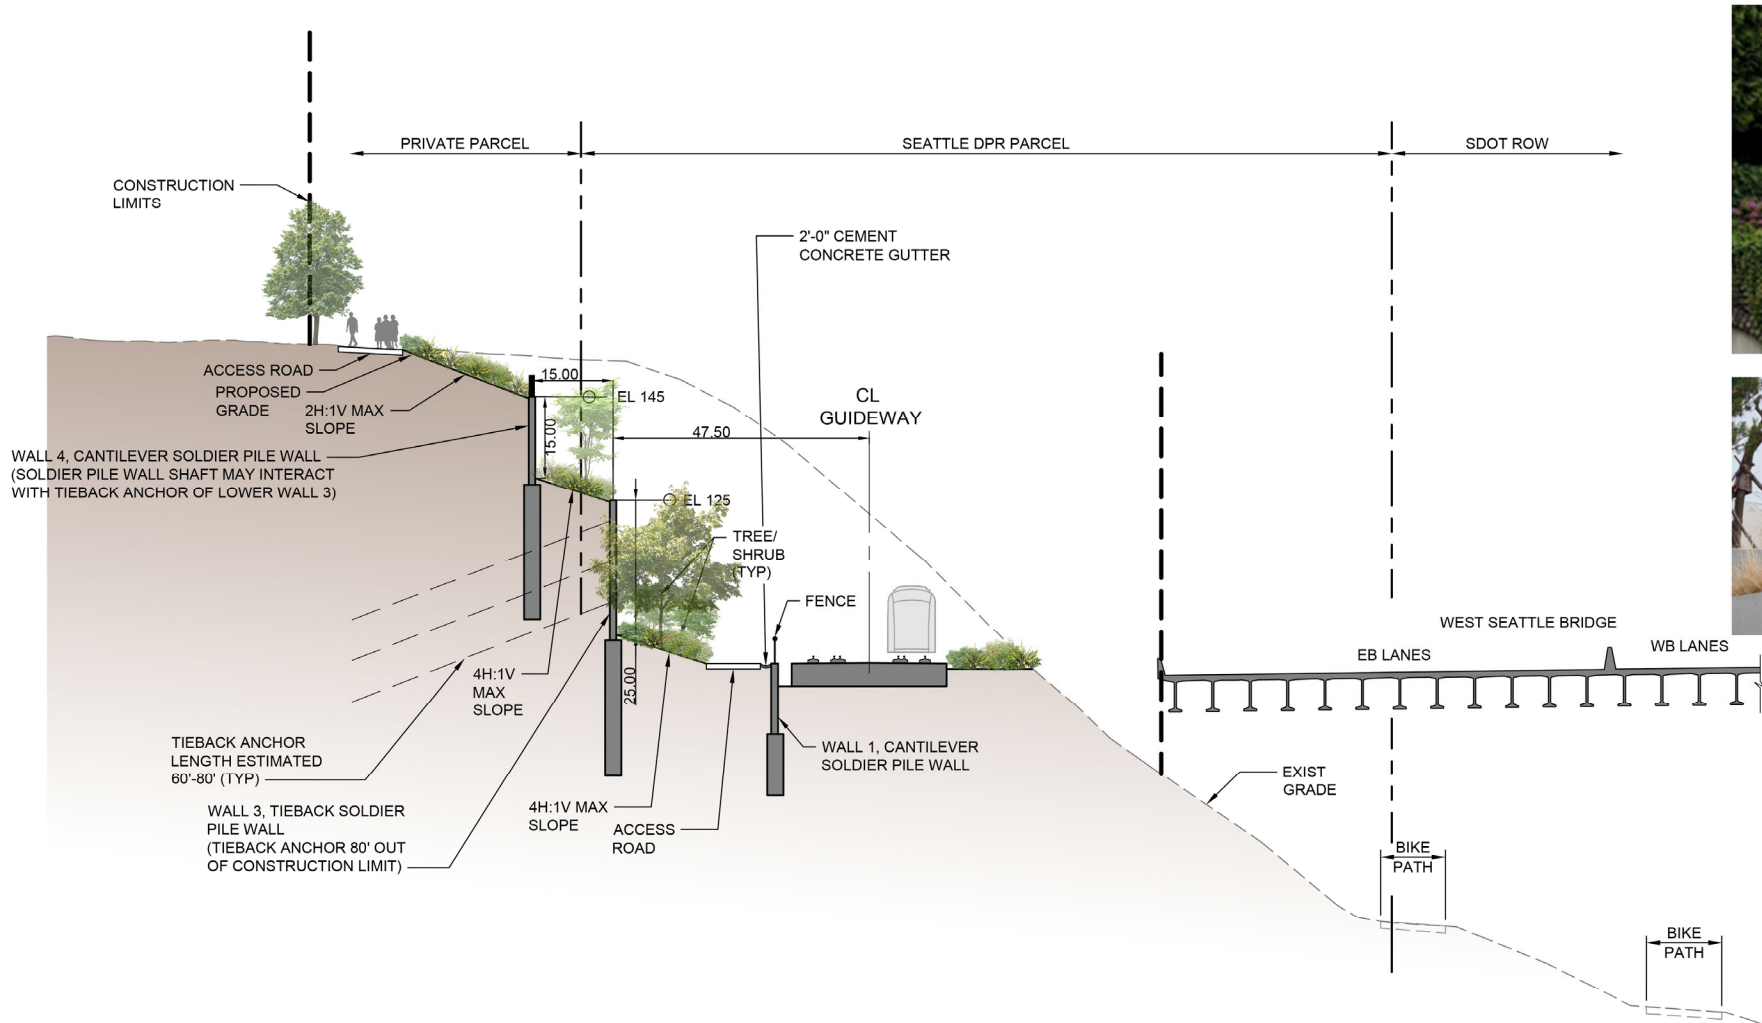 PRIVATE PARCEL
SEATTLE DPR PARCEL
SDOT ROW
CONSTRUCTION
LIMITS
2'-0" CEMENT
CONCRETE GUTTER
ACCESS ROAD
PROPOSED
GRADE
2H:1V MAX
SLOPE
15.00
EL 145
CL
GUIDEWAY
47.50
15.00
WALL 4, CANTILEVER SOLDIER PILE WALL
(SOLDIER PILE WALL SHAFT MAY INTERACT
WITH TIEBACK ANCHOR OF LOWER WALL 3)
EL 125
TREE/
SHRUB
(TYP)
FENCE
WEST SEATTLE BRIDGE
EB LANES
WB LANES
4H:1V
MAX
SLOPE
25.00
TIEBACK ANCHOR
LENGTH ESTIMATED
60'-80' (TYP)
WALL 1, CANTILEVER
SOLDIER PILE WALL
EXIST
GRADE
WALL 3, TIEBACK SOLDIER
PILE WALL
(TIEBACK ANCHOR 80' OUT
OF CONSTRUCTION LIMIT)
4H:1V MAX
SLOPE
ACCESS
ROAD
BIKE
PATH
BIKE
PATH